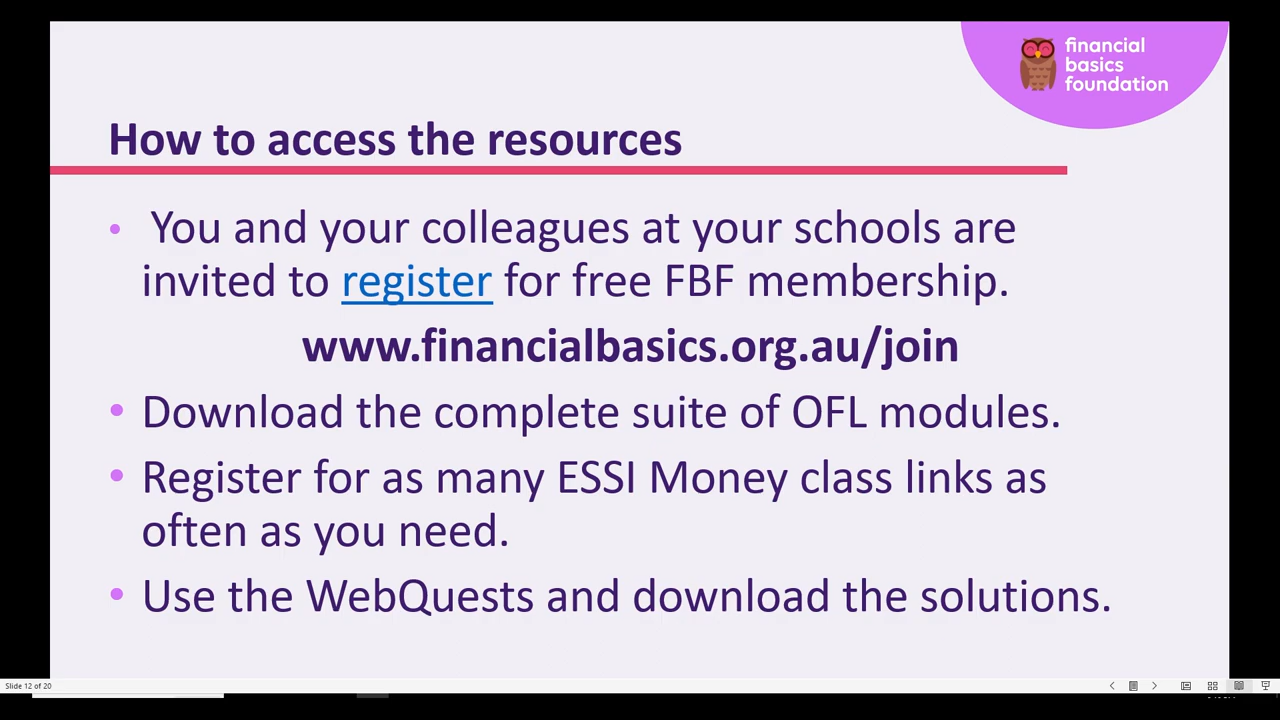 financial
basics
foundation
How to access the resources
• You and your colleagues at your schools are
invited to register for free FBF membership.
www.financialbasics.org.au/join
• Download the complete suite of OFL modules.
• Register for as many ESSI Money class links as
often as you need.
• Use the WebQuests and download the solutions.
Slide 12 of 20